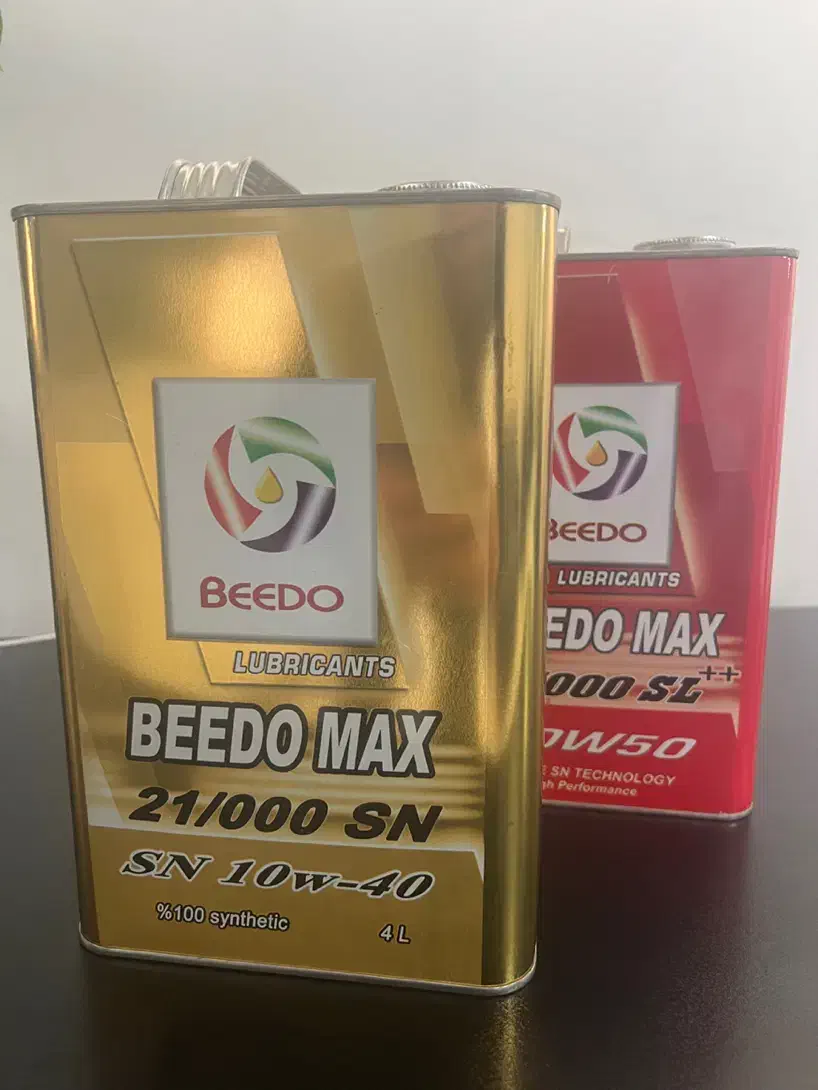 BEEDO
LUBRICANTS
BEEDO MAX
21/000 SN
SN 10w-40
%100 synthetic
4 L
BEEDO
LUBRICANTS
EDO MAX
000 SL++
0W50
SN TECHNOLOGY
Performance